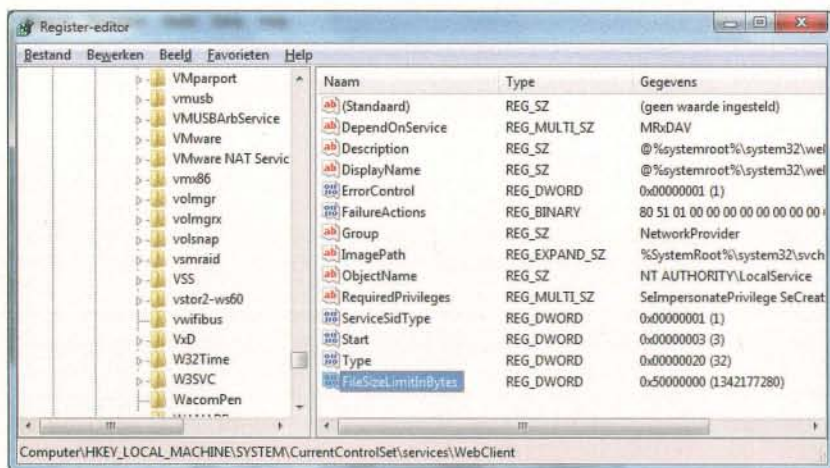 Register-editor
Bestand Bewerken Beeld Favorieten Help
VMparport
vmusb
VMUSBArbService
VMware
VMware NAT Servic
vmx86
volmgr
volmgrx
volsnap
vsmraid
VSS
vstor2-ws60
vwifibus
VxD
W32Time
W3SVC
WacomPen
Naam Type Gegevens
(Standaard) REG_SZ (geen waarde ingesteld)
DependOnService REG_MULTI_SZ MRxDAV
Description REG_SZ @%systemroot%\system32\wel
DisplayName REG_SZ @%systemroot%\system32\wel
ErrorControl REG_DWORD 0x00000001 (1)
FailureActions REG_BINARY 80 51 01 00 00 00 00 00 00 00
Group REG_SZ NetworkProvider
ImagePath REG_EXPAND_SZ %SystemRoot%\system32\svch
ObjectName REG_SZ NT AUTHORITY\LocalService
RequiredPrivileges REG_MULTI_SZ SeImpersonatePrivilege SeCreat
ServiceSidType REG_DWORD 0x00000001 (1)
Start REG_DWORD 0x00000003 (3)
Type REG_DWORD 0x00000020 (32)
FileSizeLimitInBytes REG_DWORD 0x50000000 (1342177280)
Computer\HKEY_LOCAL_MACHINE\SYSTEM\CurrentControlSet\services\WebClient